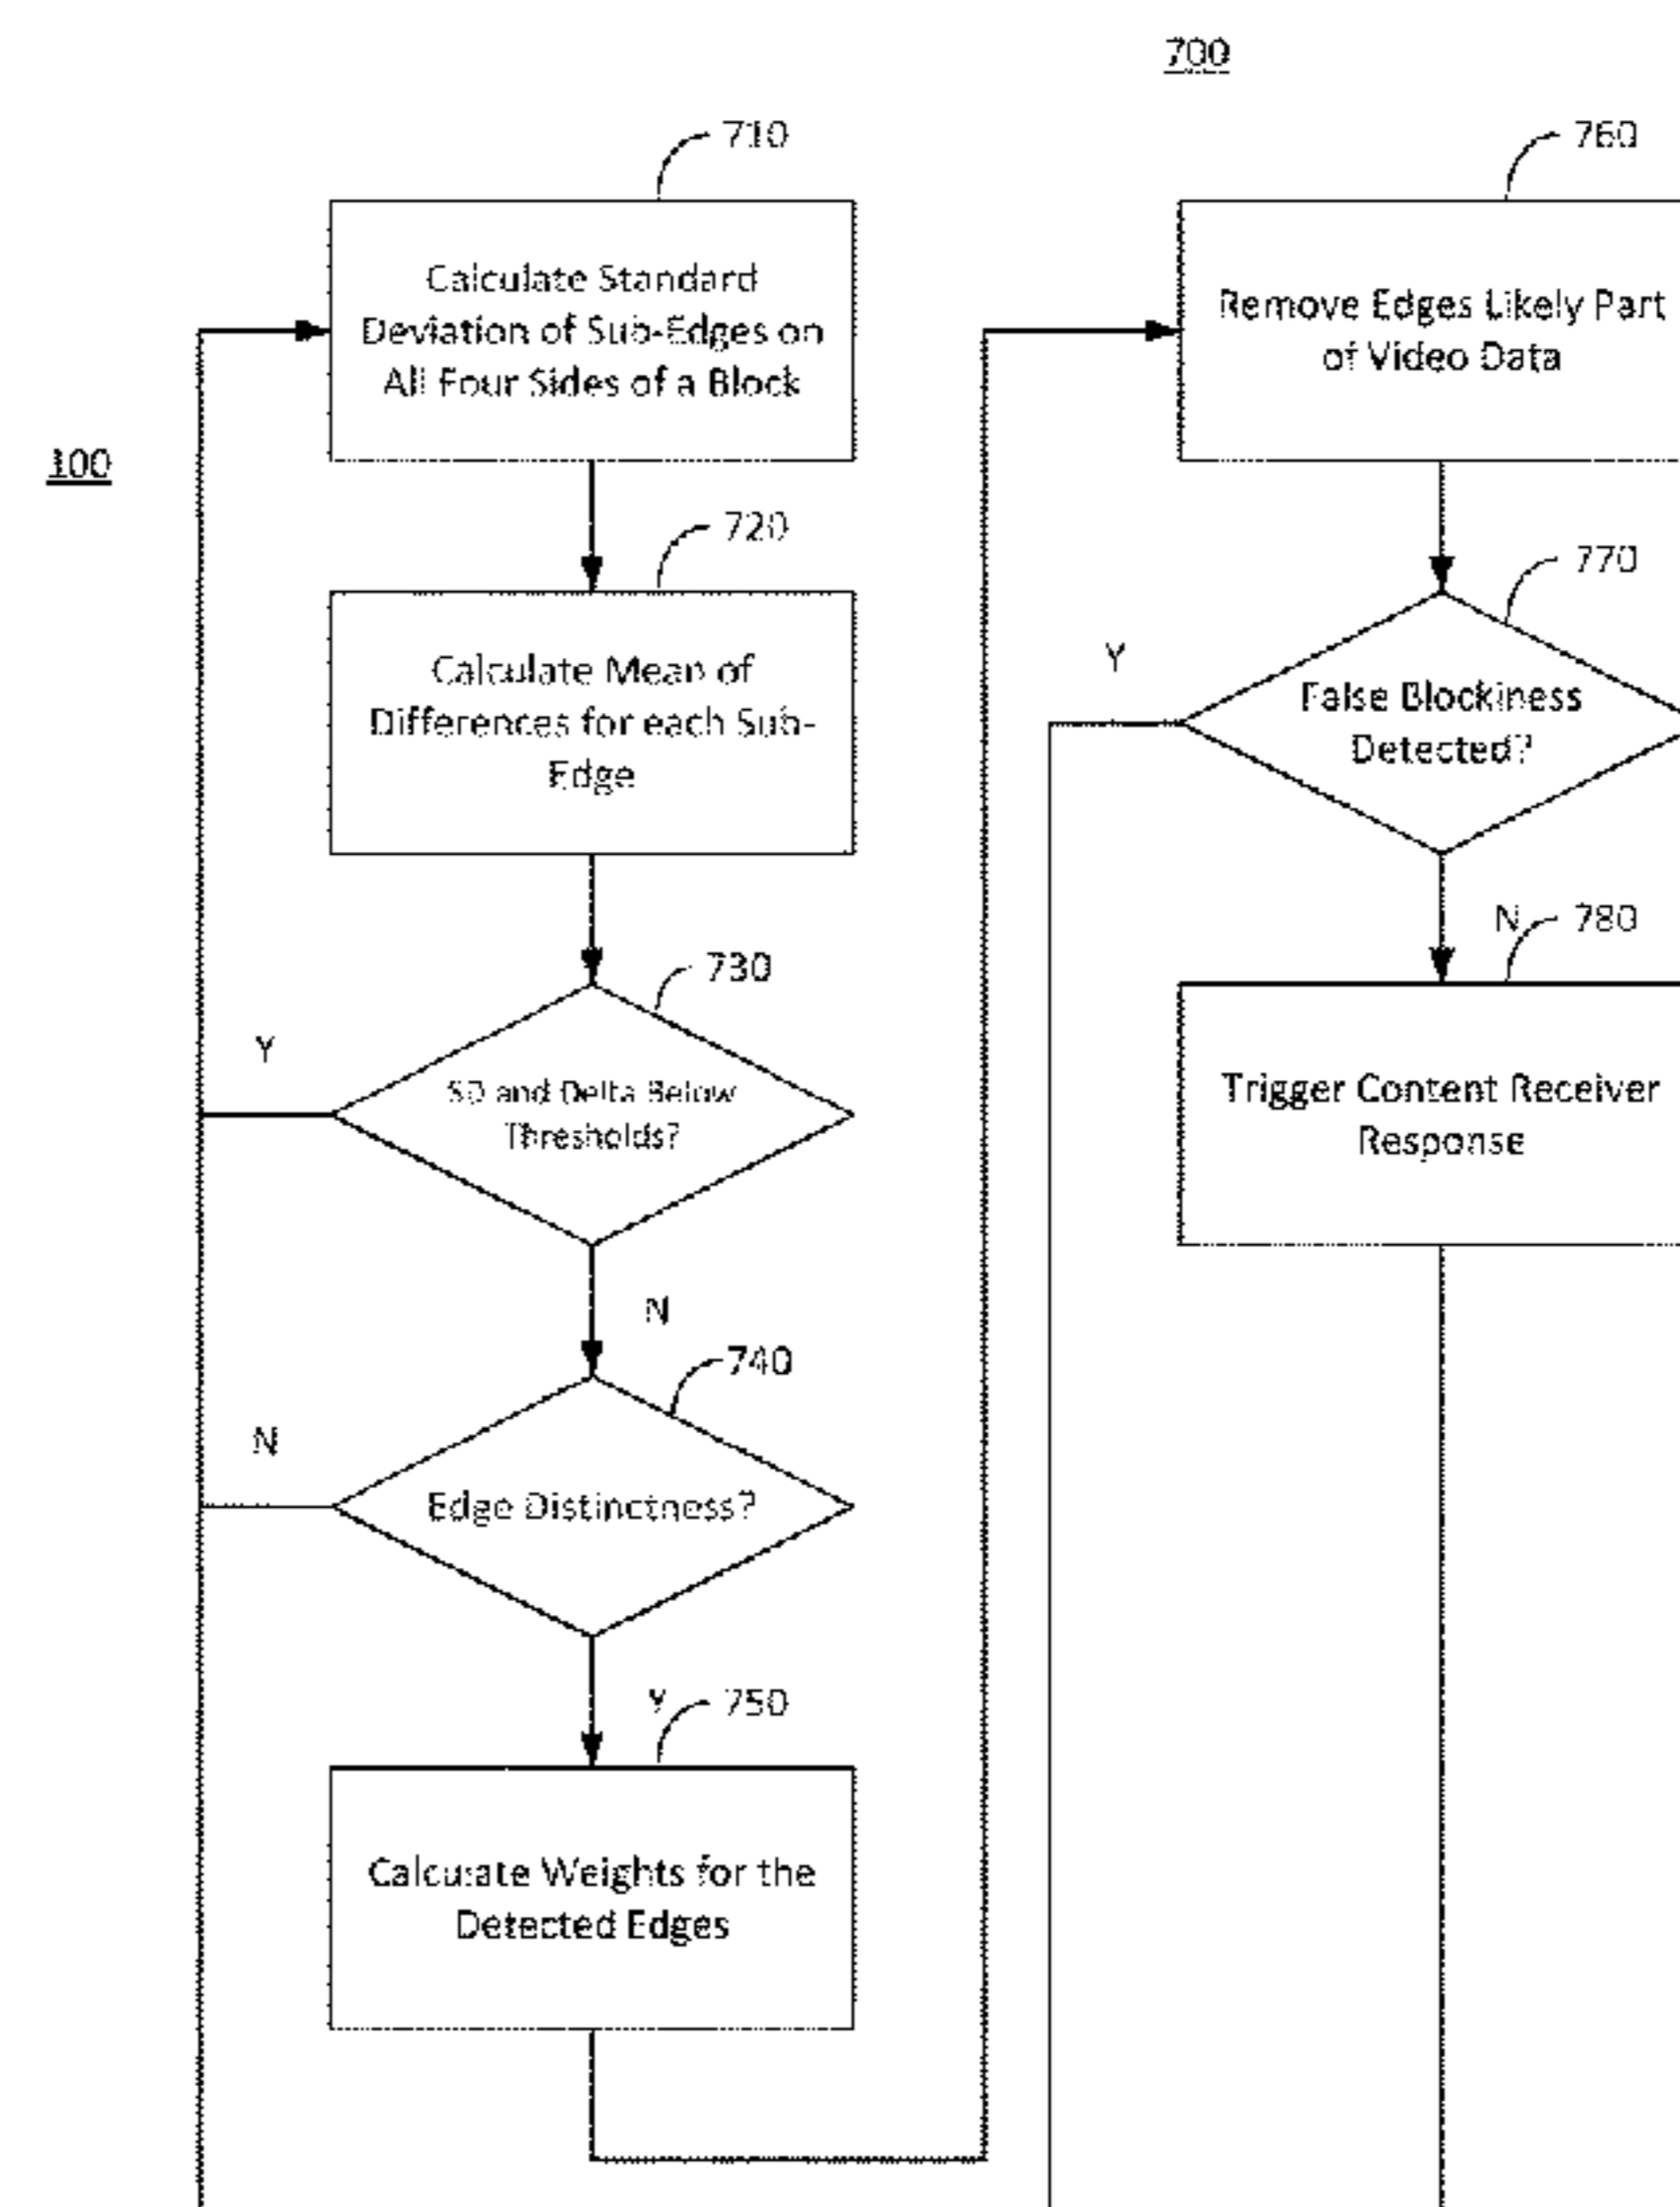 700
710
Calculate Standard
Deviation of Sub-Edges on
All Four Sides of a Block
100
720
Calculate Mean of
Differences for each Sub-
Edge
730
Y
SD and Delta Below
Thresholds?
N
740
N
Edge Distinctness?
Y
750
Calculate Weights for the
Detected Edges
760
Remove Edges Likely Part
of Video Data
770
Y
False Blockiness
Detected?
N
780
Trigger Content Receiver
Response